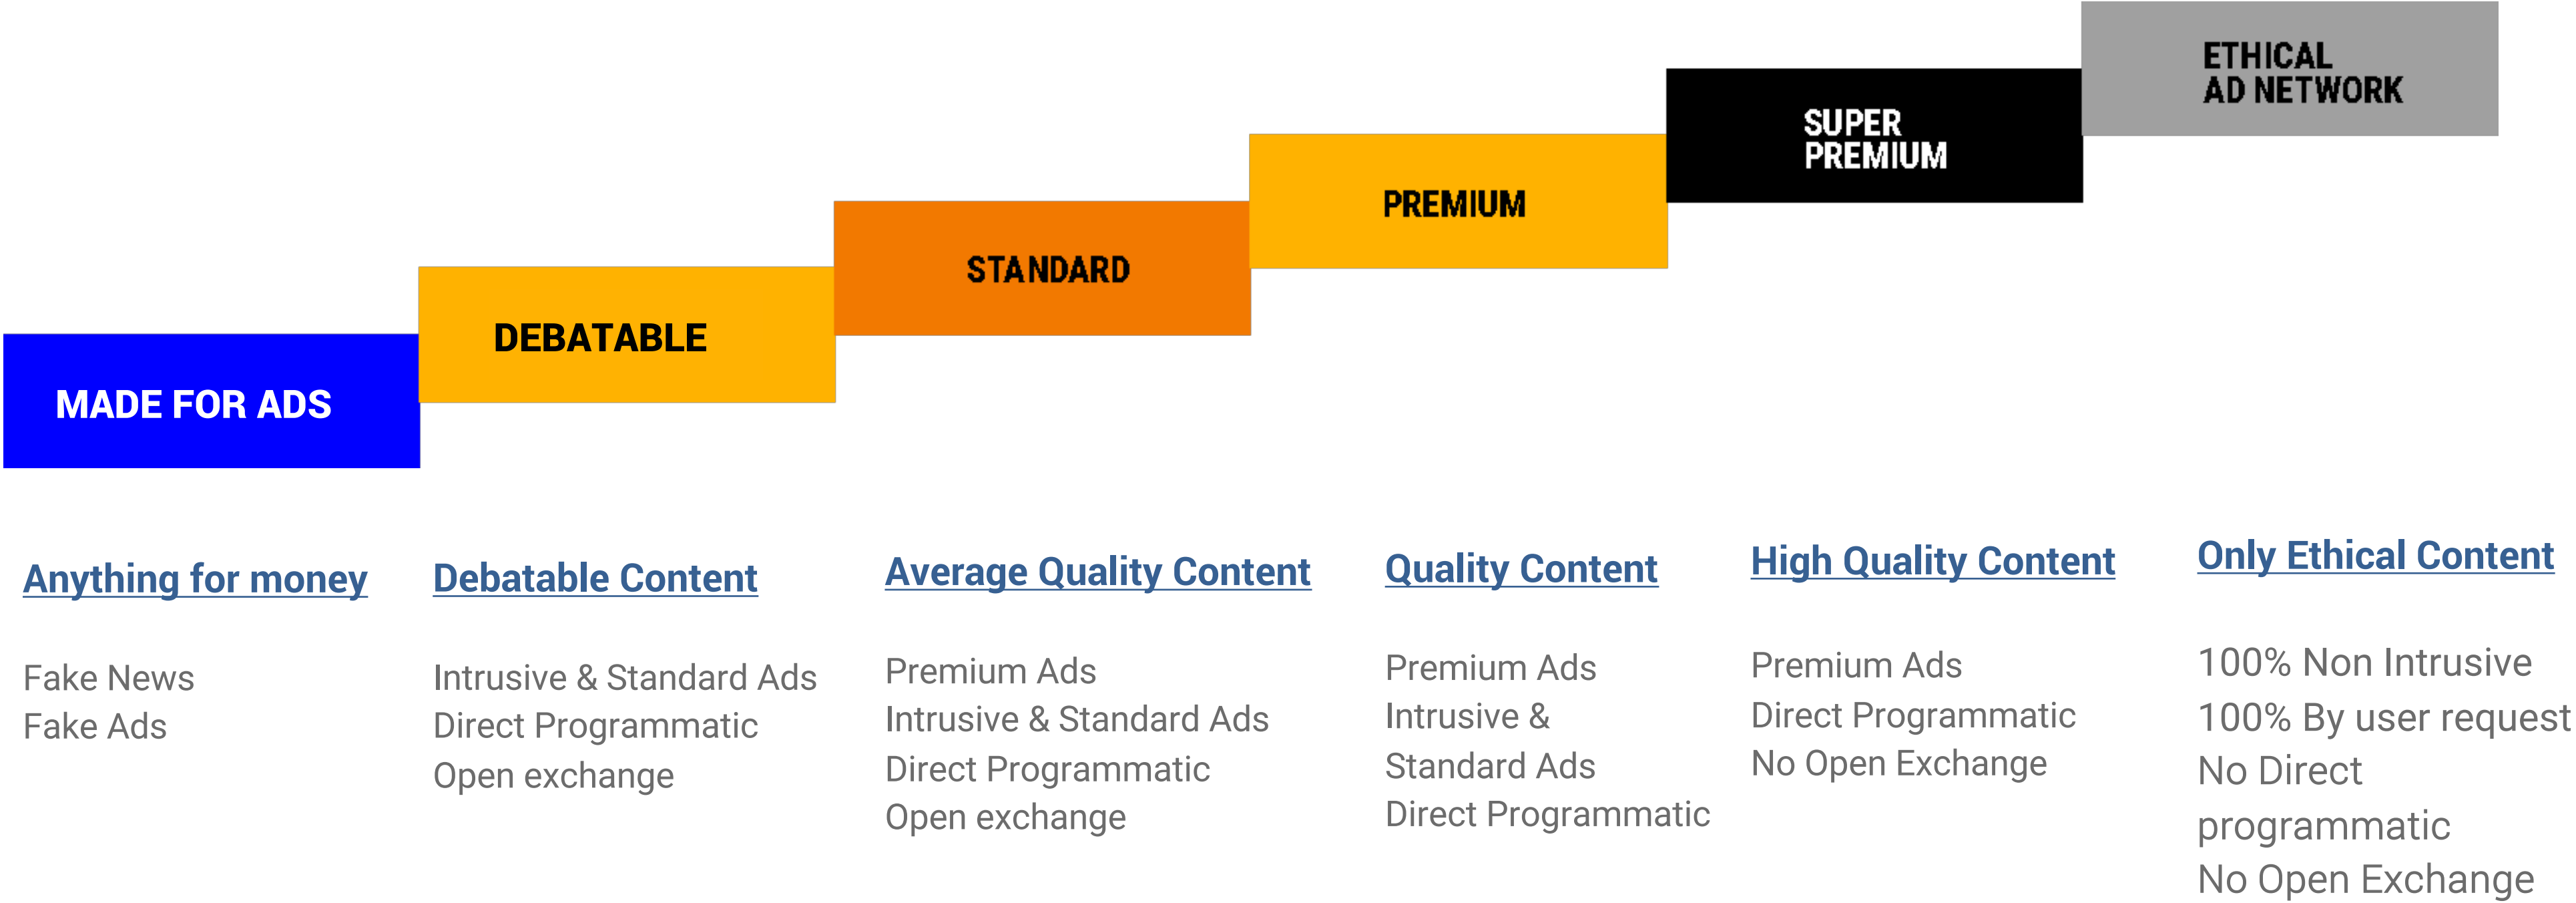 MADE FOR ADS
DEBATABLE
STANDARD
PREMIUM
SUPER
PREMIUM
ETHICAL
AD NETWORK
Anything for money
Fake News
Fake Ads
Debatable Content
Intrusive & Standard Ads
Direct Programmatic
Open exchange
Average Quality Content
Premium Ads
Intrusive & Standard Ads
Direct Programmatic
Open exchange
Quality Content
Premium Ads
Intrusive &
Standard Ads
Direct Programmatic
High Quality Content
Premium Ads
Direct Programmatic
No Open Exchange
Only Ethical Content
100% Non Intrusive
100% By user request
No Direct
programmatic
No Open Exchange